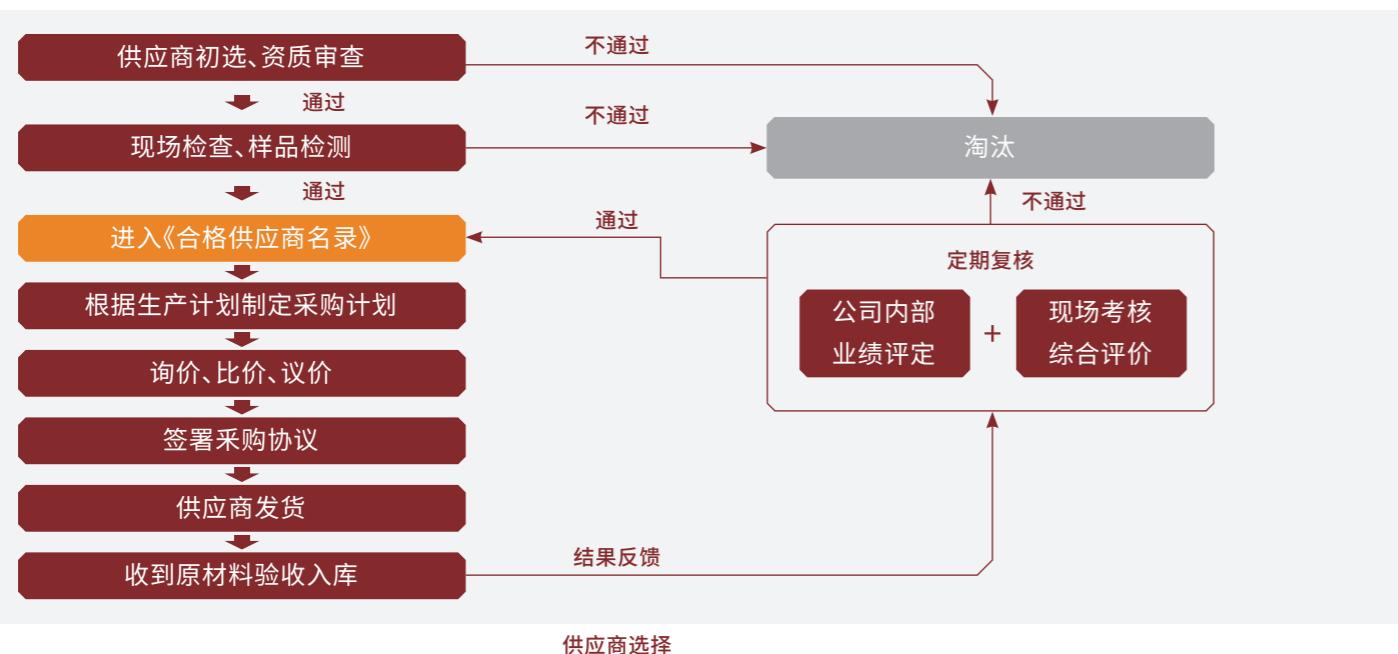 供应商初选、资质审查
不通过
通过
现场检查、样品检测
不通过
淘汰
通过
不通过
进入《合格供应商名录》
通过
定期复核
根据生产计划制定采购计划
公司内部
业绩评定
+
现场考核
综合评价
询价、比价、议价
签署采购协议
供应商发货
收到原材料验收入库
结果反馈
供应商选择